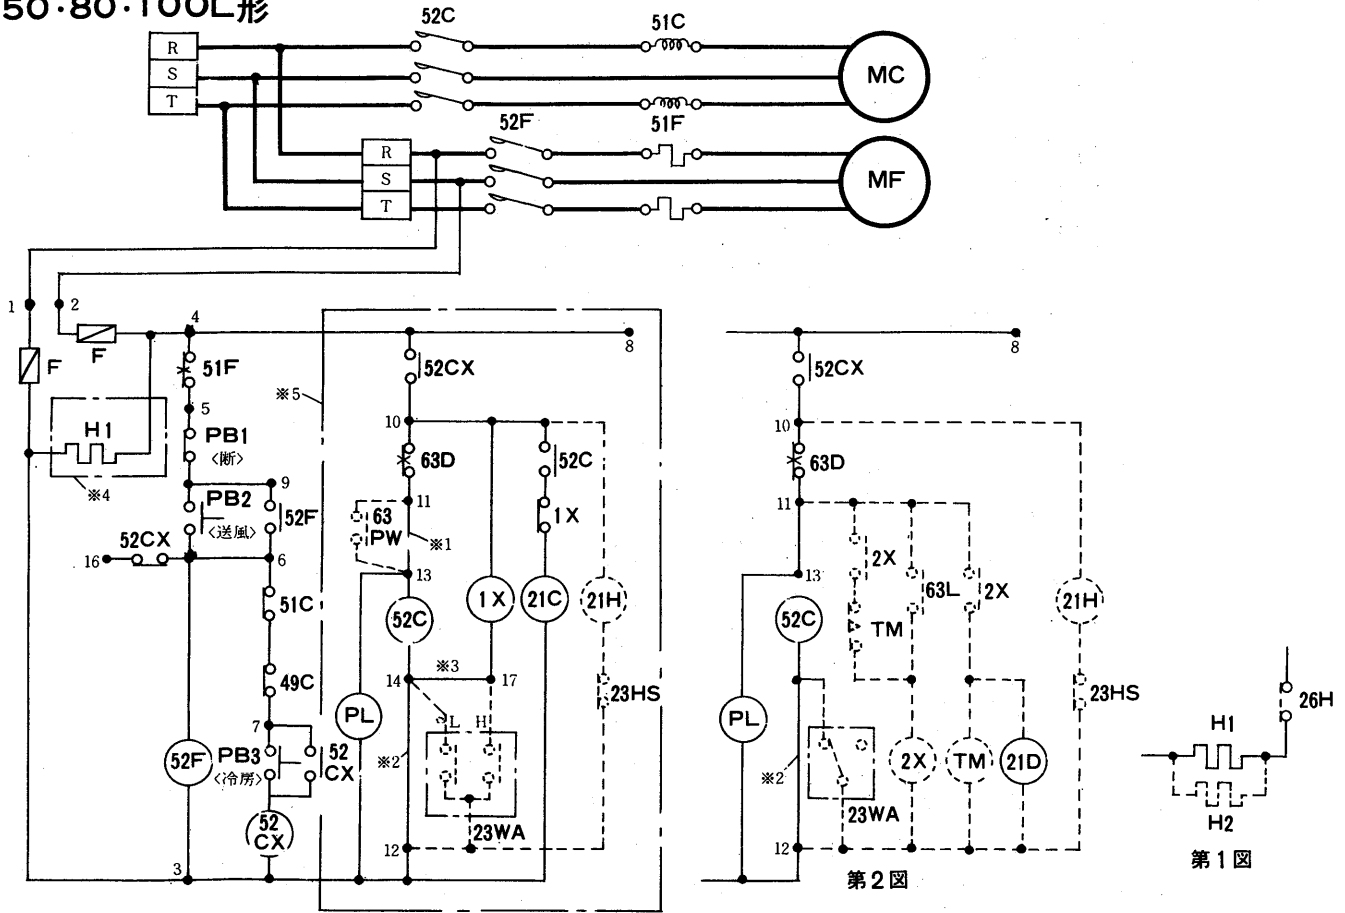 50・80・100L形
52C
51C
R
S
T
MC
52F
51F
R
S
T
MF
1
2
F
F
4
51F
5
H1
PB1
〈断〉
※4
9
PB2
〈送風〉
52F
52CX
16
6
51C
49C
7
PB3
〈冷房〉
52
CX
52F
52
CX
3
※5
8
52CX
10
63D
52C
11
63
PW
※1
1X
13
52C
1X
21C
21H
14
※3
17
PL
L
H
23HS
※2
23WA
12
8
52CX
10
63D
11
2X
63L
2X
13
52C
TM
21H
PL
23HS
※2
2X
TM
21D
23WA
12
第2図
26H
H1
H2
第1図